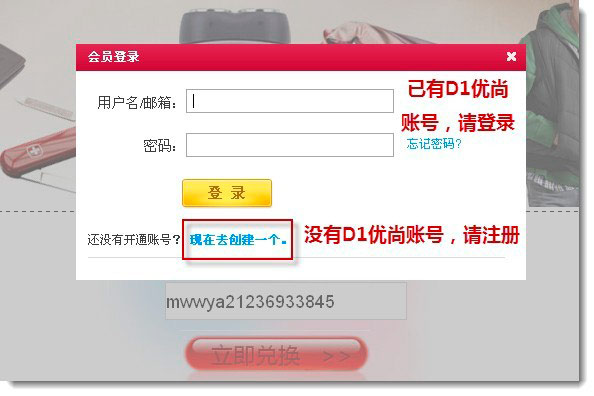 会员登录
用户名/邮箱：
已有D1优尚
账号，请登录
密码：
忘记密码?
登录
还没有开通账号？
现在去创建一个。
没有D1优尚账号，请注册
mwwya21236933845
立即兑换 >>